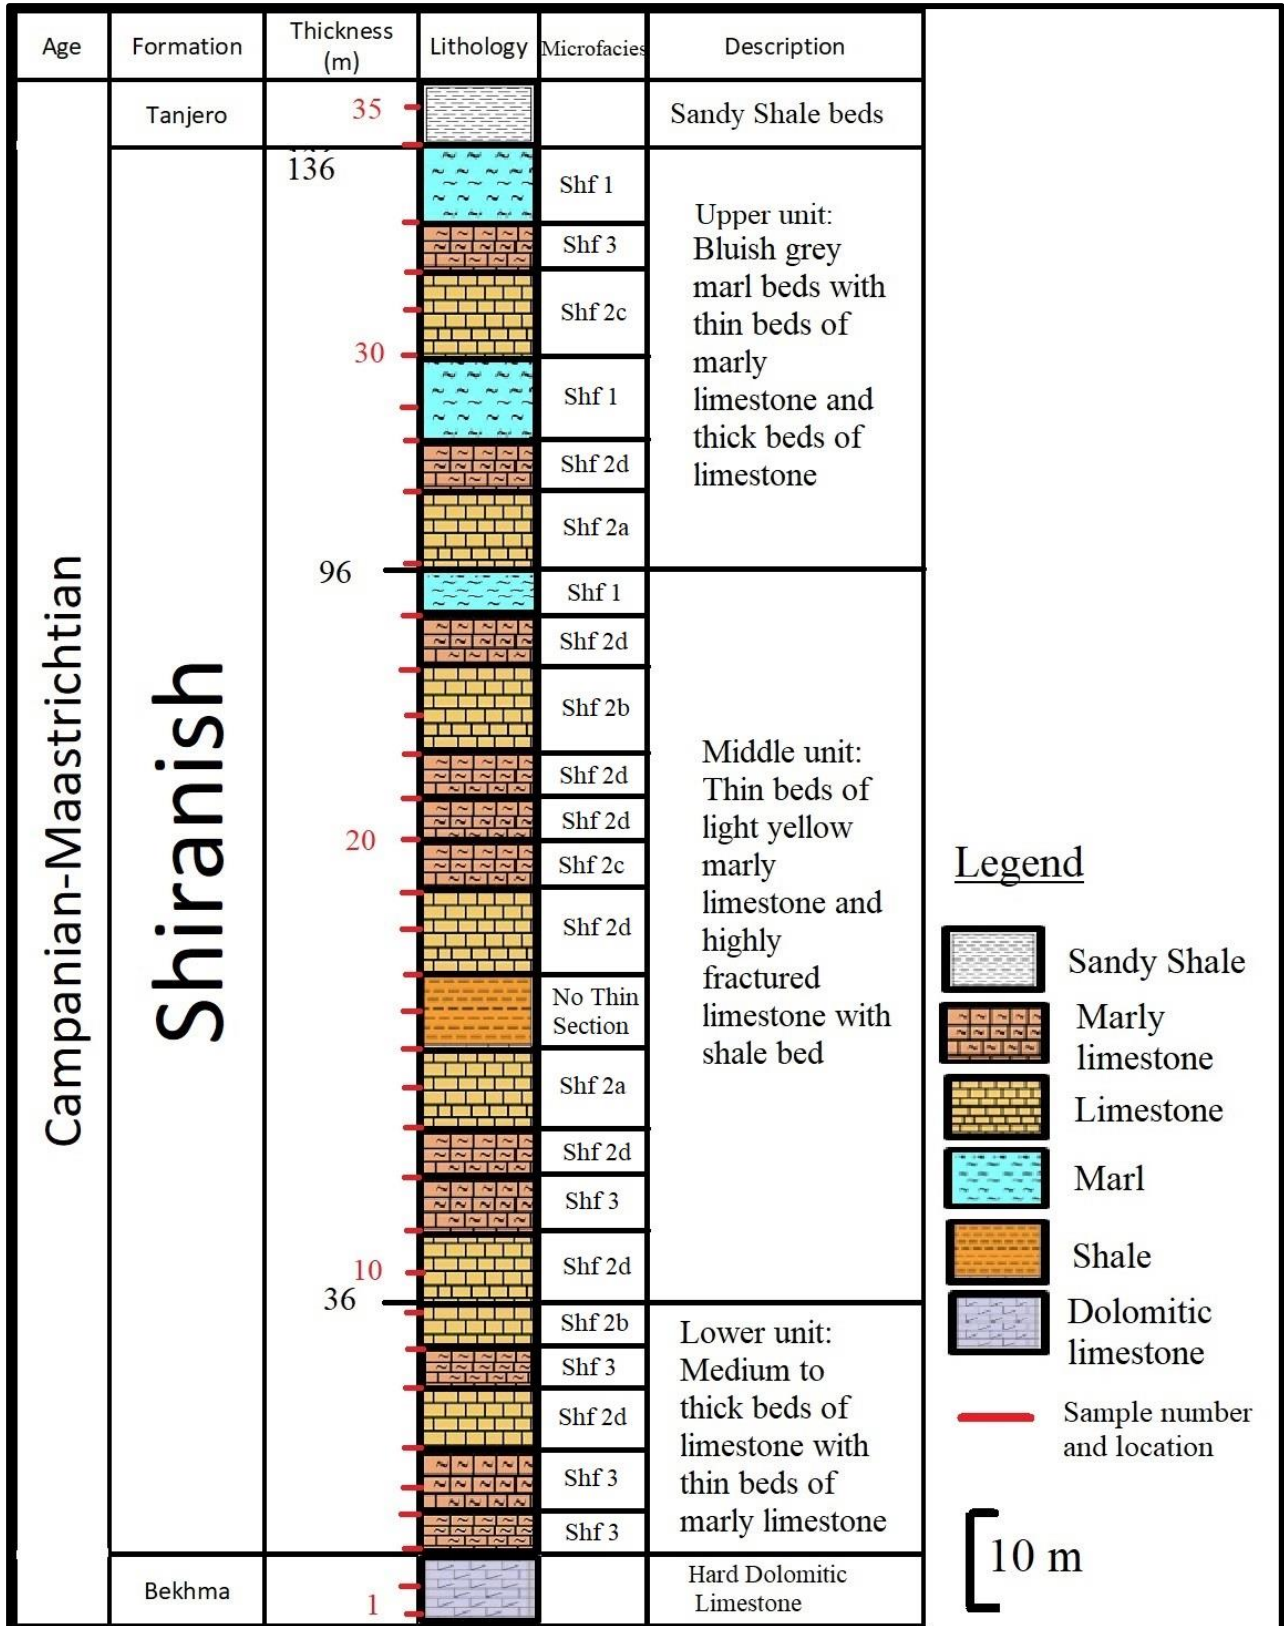 Age
Formation
Thickness
(m)
Lithology
Microfacies
Description
Campanian-Maastrichtian
Tanjero
35
Sandy Shale beds
Shiranish
136
Shf 1
Shf 3
Shf 2c
30
Shf 1
Shf 2d
Shf 2a
Upper unit:
Bluish grey
marl beds with
thin beds of
marly
limestone and
thick beds of
limestone
96
Shf 1
Shf 2d
Shf 2b
Shf 2d
Shf 2d
20
Shf 2c
Shf 2d
No Thin
Section
Shf 2a
Shf 2d
Shf 3
10
Shf 2d
Middle unit:
Thin beds of
light yellow
marly
limestone and
highly
fractured
limestone with
shale bed
36
Shf 2b
Shf 3
Shf 2d
Shf 3
Shf 3
Lower unit:
Medium to
thick beds of
limestone with
thin beds of
marly limestone
Bekhma
1
Hard Dolomitic
Limestone
Legend
Sandy Shale
Marly
limestone
Limestone
Marl
Shale
Dolomitic
limestone
Sample number
and location
10 m